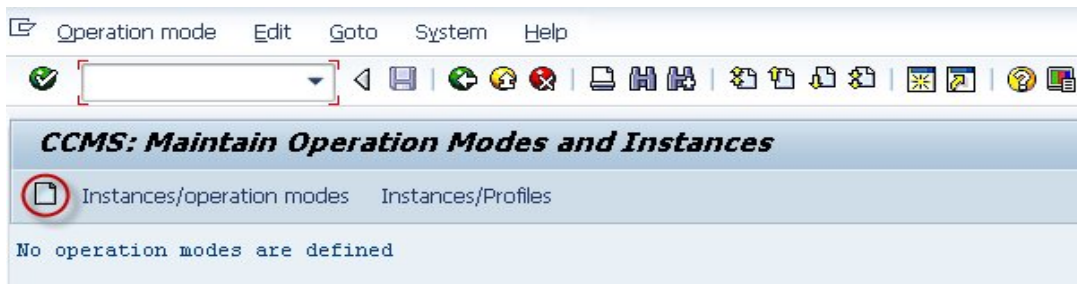 Operation mode Edit Goto System Help
CCMS: Maintain Operation Modes and Instances
Instances/operation modes Instances/Profiles
No operation modes are defined